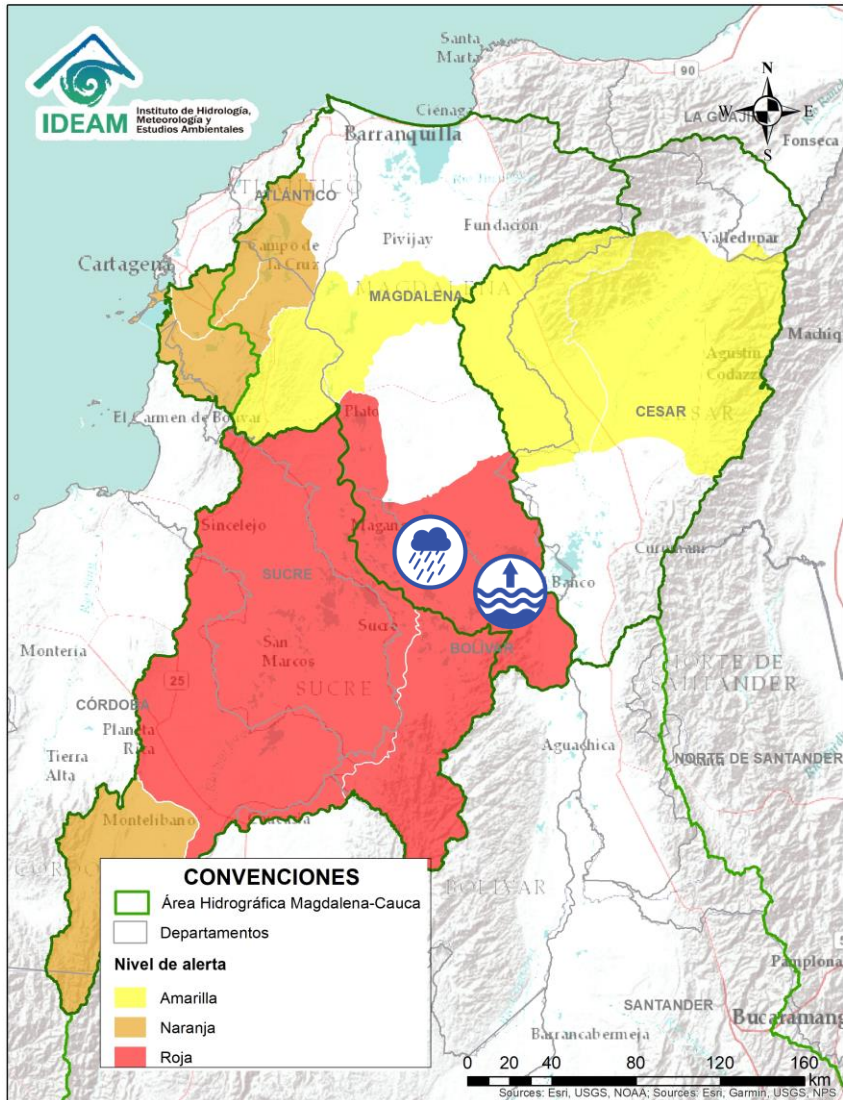 IDEAM
Instituto de Hidrología,
Meteorología y
Estudios Ambientales
Santa
Marta
90
N
W
E
S
LA GUAJIRA
Fonseca
Ciénaga
Barranquilla
ATLÁNTICO
Fundación
Pivijay
Valledupar
Campo de
la Cruz
Cartagena
MAGDALENA
Machiq
Agustín
Codazzi
El Carmen de Bolívar
Plato
CESAR
Sincelejo
Magang
Curumaní
SUCRE
Banco
Sucre
Montería
San
Marcos
BOLÍVAR
NORTE DE
SANTANDER
25
SUCRE
CÓRDOBA
Planeta
Rica
Tierra
Alta
Aguachica
NORTE DE SANTANDER
Montelíbano
Caucasia
BOLÍVAR
CONVENCIONES
Área Hidrográfica Magdalena-Cauca
Departamentos
Nivel de alerta
Amarilla
Naranja
Roja
Pamplona
SANTANDER
Bucaramang
Barrancabermeja
0 20 40 80 120 160
km
Sources: Esri, USGS, NOAA; Sources: Esri, Garmin, USGS, NPS